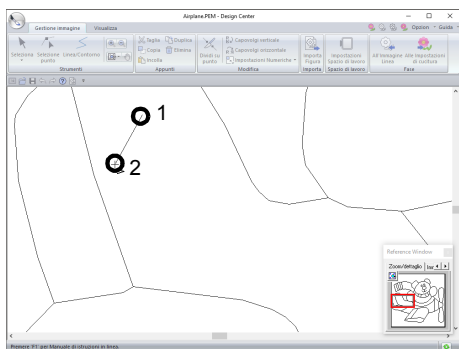 Airplane.PEM - Design Center
Gestione immagine Visualizza
Opzioni Guida
Seleziona Selezione punto Linea/Contorno
Taglia Duplica
Copia Elimina
Incolla
Dividi su punto
Capovolgi verticale
Capovolgi orizzontale
Impostazioni Numeriche
Importa Figura
Impostazioni Spazio di lavoro
All'Immagine Linea
Alle impostazioni di cucitura
Strumenti Appunti Modifica Importa Spazio di lavoro Fase
1
2
Reference Window
Zoom/dettaglio
Premere 'F1' per Manuale di istruzioni in linea.